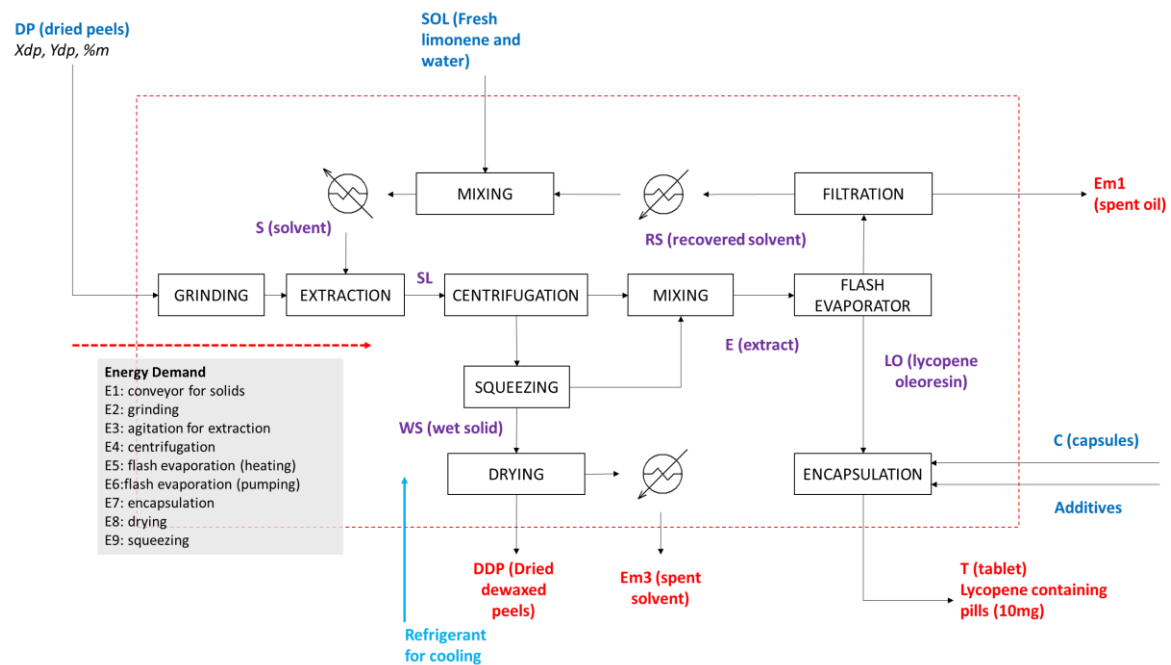 DP (dried peels)
Xdp, Ydp, %m
SOL (Fresh
limonene and
water)
MIXING
FILTRATION
Em1
(spent oil)
S (solvent)
RS (recovered solvent)
GRINDING
EXTRACTION
SL
CENTRIFUGATION
MIXING
FLASH
EVAPORATOR
E (extract)
LO (lycopene
oleoresin)
Energy Demand
E1: conveyor for solids
E2: grinding
E3: agitation for extraction
E4: centrifugation
E5: flash evaporation (heating)
E6:flash evaporation (pumping)
E7: encapsulation
E8: drying
E9: squeezing
SQUEEZING
WS (wet solid)
DRYING
ENCAPSULATION
C (capsules)
Additives
DDP (Dried
dewaxed
peels)
Em3 (spent
solvent)
T (tablet)
Lycopene containing
pills (10mg)
Refrigerant
for cooling